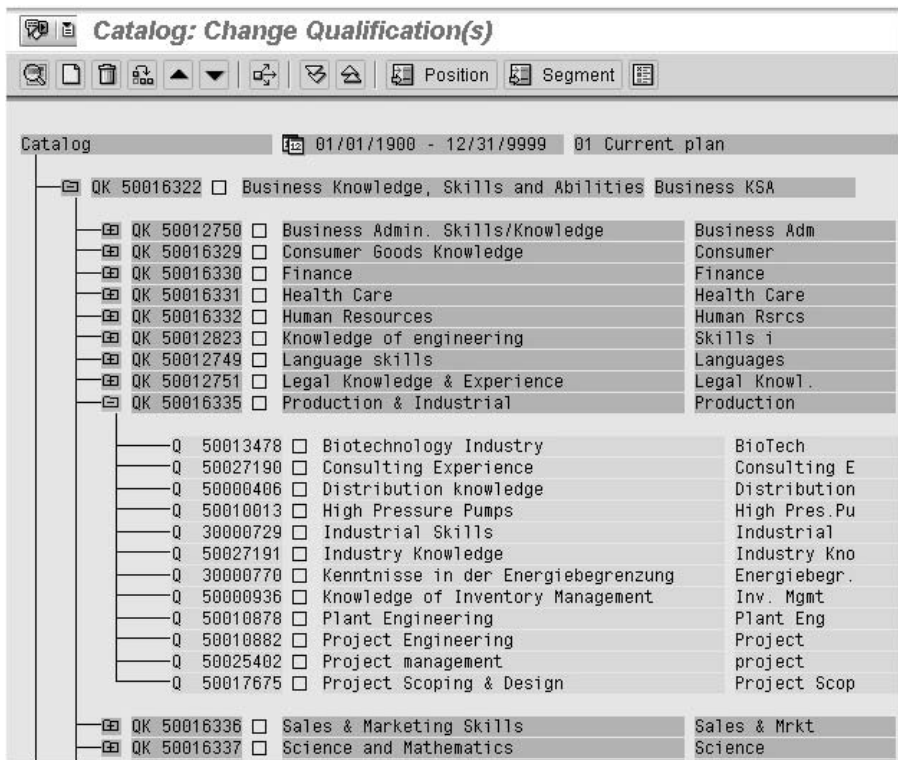 Catalog: Change Qualification(s)
Position Segment
Catalog 01/01/1900 - 12/31/9999 01 Current plan
QK 50016322 Business Knowledge, Skills and Abilities Business KSA
QK 50012750 Business Admin. Skills/Knowledge Business Adm
QK 50016329 Consumer Goods Knowledge Consumer
QK 50016330 Finance Finance
QK 50016331 Health Care Health Care
QK 50016332 Human Resources Human Rsrcs
QK 50012823 Knowledge of engineering Skills i
QK 50012749 Language skills Languages
QK 50012751 Legal Knowledge & Experience Legal Knowl.
QK 50016335 Production & Industrial Production
Q 50013478 Biotechnology Industry BioTech
Q 50027190 Consulting Experience Consulting E
Q 50000406 Distribution knowledge Distribution
Q 50010013 High Pressure Pumps High Pres.Pu
Q 30000729 Industrial Skills Industrial
Q 50027191 Industry Knowledge Industry Kno
Q 30000770 Kenntnisse in der Energiebegrenzung Energiebegr.
Q 50000936 Knowledge of Inventory Management Inv. Mgmt
Q 50010878 Plant Engineering Plant Eng
Q 50010882 Project Engineering Project
Q 50025402 Project management project
Q 50017675 Project Scoping & Design Project Scop
QK 50016336 Sales & Marketing Skills Sales & Mrkt
QK 50016337 Science and Mathematics Science